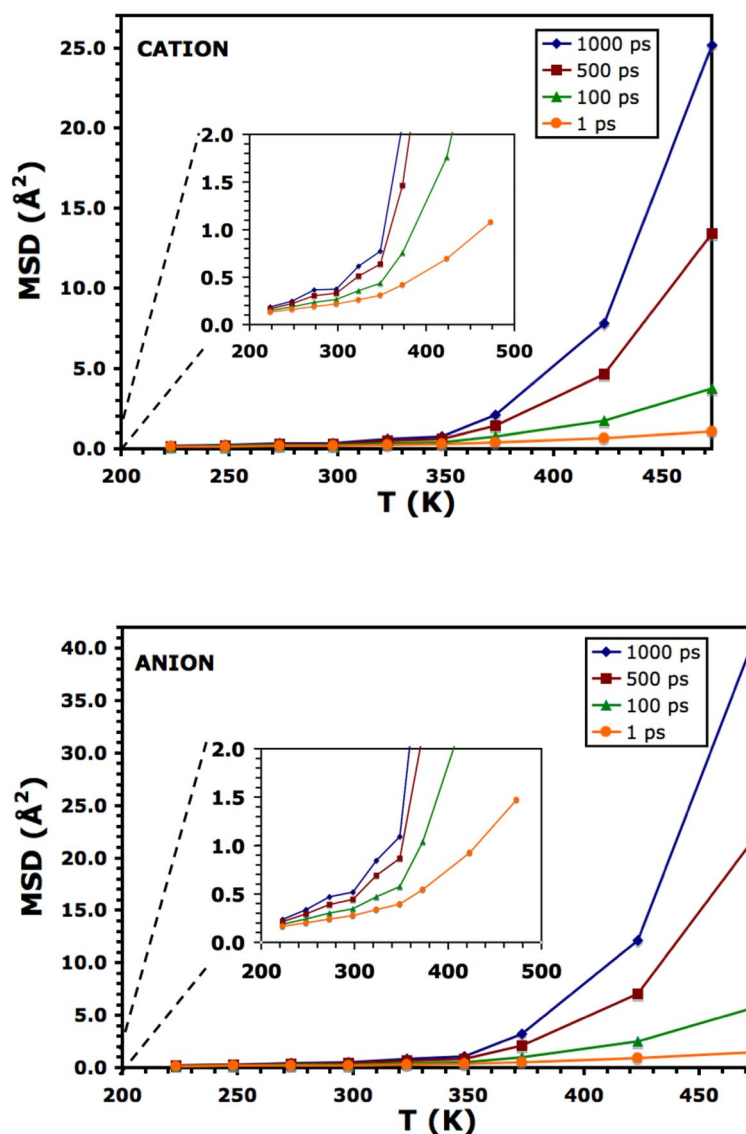 CATION
1000 ps
500 ps
100 ps
1 ps
MSD (Å²)
25.0
20.0
15.0
10.0
5.0
0.0
2.0
1.5
1.0
0.5
0.0
200 300 400 500
200 250 300 350 400 450
T (K)
ANION
1000 ps
500 ps
100 ps
1 ps
MSD (Å²)
40.0
35.0
30.0
25.0
20.0
15.0
10.0
5.0
0.0
2.0
1.5
1.0
0.5
0.0
200 300 400 500
200 250 300 350 400 450
T (K)